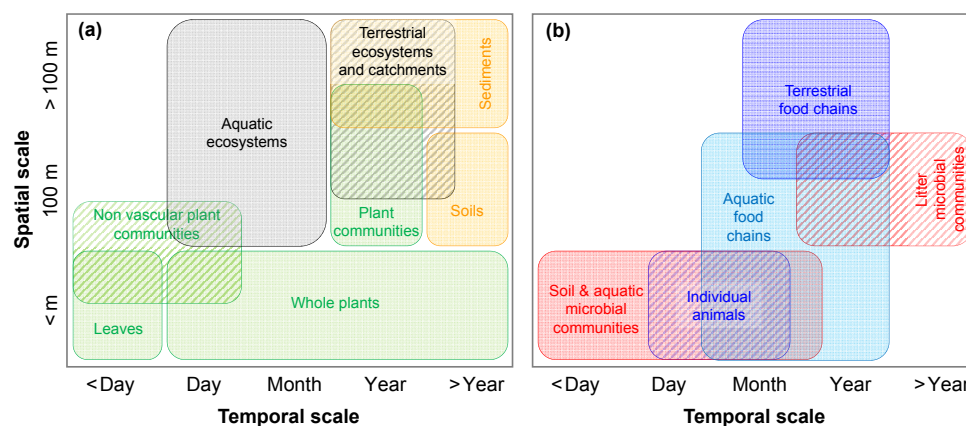 (a)
Spatial scale
> 100 m
100 m
< m
Terrestrial
ecosystems
and catchments
Sediments
Aquatic
ecosystems
Non vascular plant
communities
Plant
communities
Soils
Whole plants
Leaves
<Day
Day
Month
Year
>Year
Temporal scale
(b)
Terrestrial
food chains
Litter
microbial
communities
Aquatic
food
chains
Soil & aquatic
microbial
communities
Individual
animals
<Day
Day
Month
Year
>Year
Temporal scale